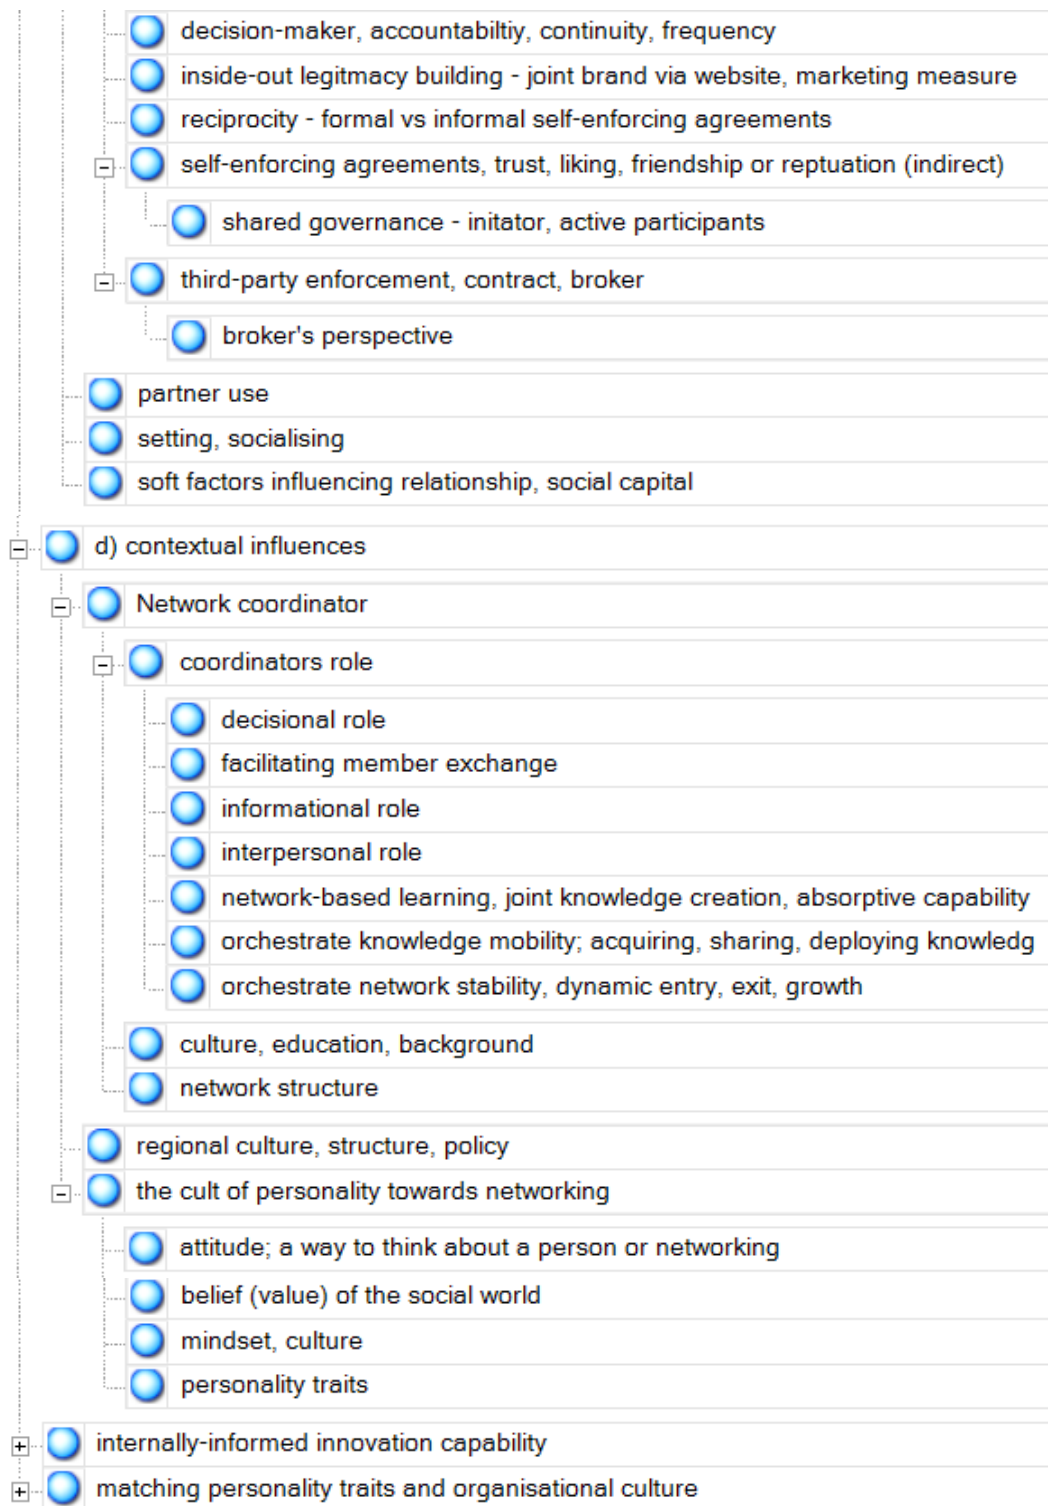 decision-maker, accountabiltiy, continuity, frequency
inside-out legitmacy building - joint brand via website, marketing measure
reciprocity - formal vs informal self-enforcing agreements
self-enforcing agreements, trust, liking, friendship or reptuation (indirect)
shared governance - initator, active participants
third-party enforcement, contract, broker
broker's perspective
partner use
setting, socialising
soft factors influencing relationship, social capital
d) contextual influences
Network coordinator
coordinators role
decisional role
facilitating member exchange
informational role
interpersonal role
network-based learning, joint knowledge creation, absorptive capability
orchestrate knowledge mobility; acquiring, sharing, deploying knowledg
orchestrate network stability, dynamic entry, exit, growth
culture, education, background
network structure
regional culture, structure, policy
the cult of personality towards networking
attitude; a way to think about a person or networking
belief (value) of the social world
mindset, culture
personality traits
internally-informed innovation capability
matching personality traits and organisational culture